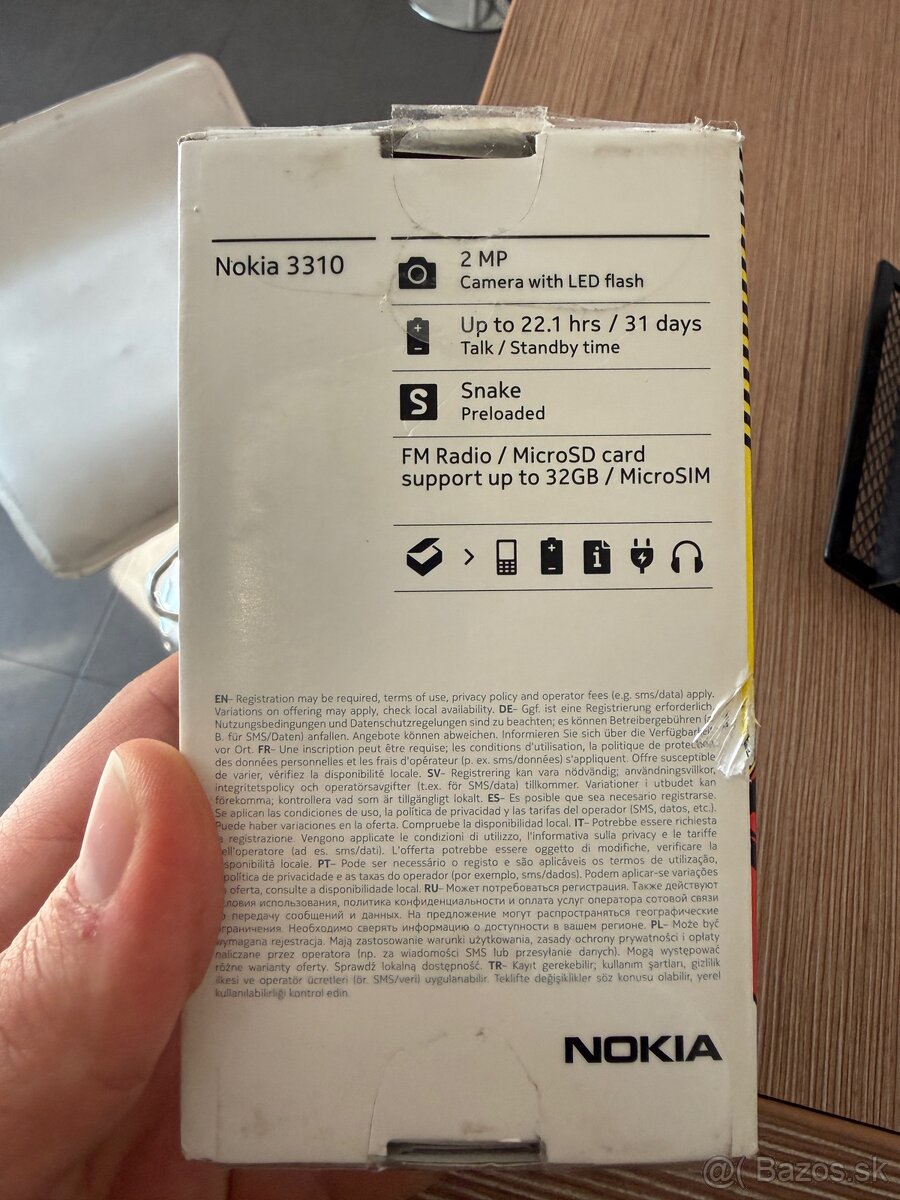 Nokia 3310
2 MP
Camera with LED flash
Up to 22.1 hrs / 31 days
Talk / Standby time
S
Snake
Preloaded
FM Radio / MicroSD card
support up to 32GB / MicroSIM
EN– Registration may be required, terms of use, privacy policy and operator fees (e.g. sms/data) apply.
Variations on offering may apply, check local availability. DE– Ggf. ist eine Registrierung erforderlich.
Nutzungsbedingungen und Datenschutzregelungen sind zu beachten; es können Betreibergebühren
B. für SMS/Daten) anfallen. Angebote können abweichen. Informieren Sie sich über die
vor Ort. FR– Une inscription peut être requise; les conditions d'utilisation, la politique de
des données personnelles et les frais d'opérateur (p. ex. sms/données) s'appliquent. Offre susceptible
de varier, vérifiez la disponibilité locale. SV– Registrering kan vara nödvändig; användningsvillkor,
integritetspolicy och operatörsavgifter (t.ex. för SMS/data) tillkommer. Variationer i utbudet kan
förekomma; kontrollera vad som är tillgängligt lokalt. ES– Es posible que sea necesario registrarse.
Se aplican las condiciones de uso, la política de privacidad y las tarifas del operador (SMS, datos, etc.).
Puede haber variaciones en la oferta. Compruebe la disponibilidad local. IT– Potrebbe essere richiesta
registrazione. Vengono applicate le condizioni di utilizzo, l'informativa sulla privacy e le tariffe
dell'operatore (ad es. sms/dati). L'offerta potrebbe essere oggetto di modifiche, verificare la
disponibilità locale. PT– Pode ser necessário o registo e são aplicáveis os termos de utilização,
política de privacidade e as taxas do operador (por exemplo, sms/dados). Podem aplicar-se variações
oferta, consulte a disponibilidade local. RU– Может потребоваться регистрация. Также действуют
условия использования, политика конфиденциальности и оплата услуг оператора сотовой связи
передачу сообщений и данных. На предложение могут распространяться географические
ограничения. Необходимо сверять информацию о доступности в вашем регионе. PL– Może być
wymagana rejestracja. Mają zastosowanie warunki użytkowania, zasady ochrony prywatności i opłaty
naliczane przez operatora (np. za wiadomości SMS lub przesyłanie danych). Mogą występować
różne warianty oferty. Sprawdź lokalną dostępność. TR– Kayıt gerekebilir; kullanım şartları, gizlilik
ilkesi ve operatör ücretleri (ör. SMS/veri) uygulanabilir. Teklifte değişiklikler söz konusu olabilir, yerel
kullanılabilirliği kontrol edin
NOKIA
@( Bazos.sk